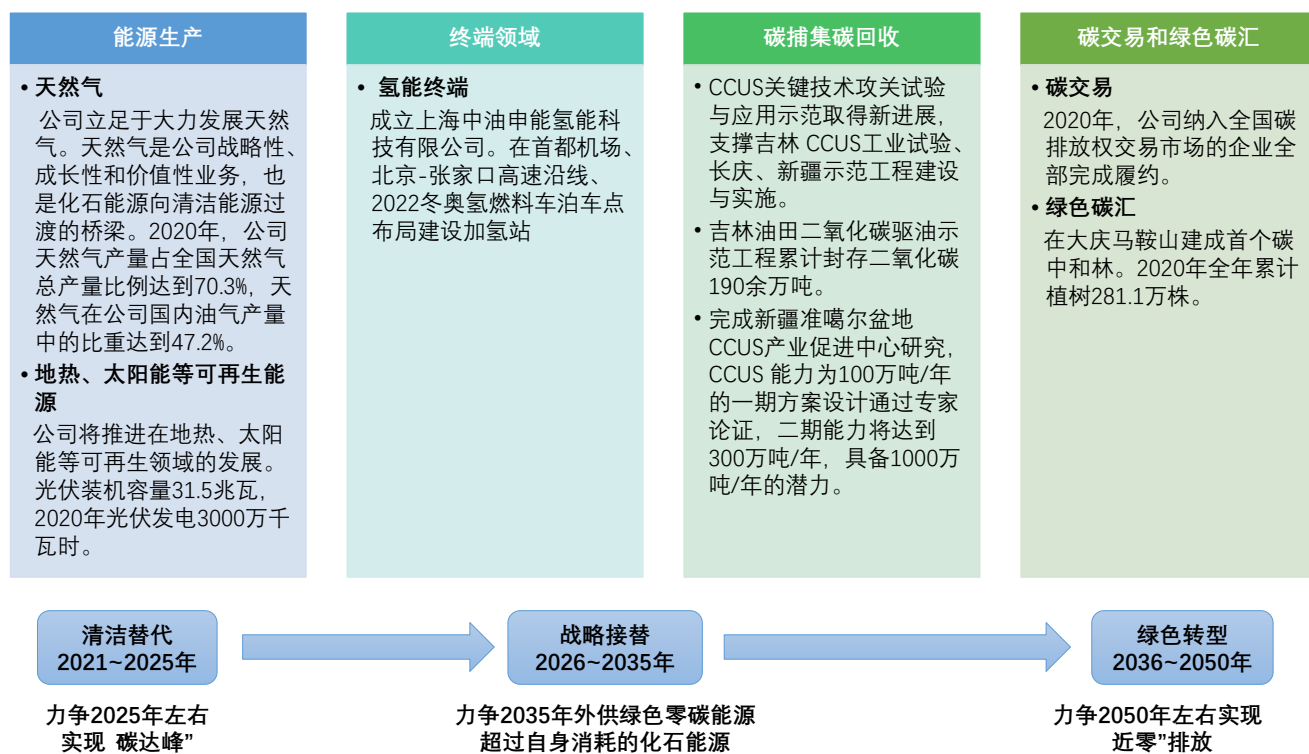 能源生产
• 天然气
公司立足于大力发展天然
气。天然气是公司战略性、
成长性和价值性业务，也
是化石能源向清洁能源过
渡的桥梁。2020年，公司
天然气产量占全国天然气
总产量比例达到70.3%，天
然气在公司国内油气产量
中的比重达到47.2%。
• 地热、太阳能等可再生能
源
公司将推进在地热、太阳
能等可再生领域的发展。
光伏装机容量31.5兆瓦，
2020年光伏发电3000万千
瓦时。
终端领域
• 氢能终端
成立上海中油申能氢能科
技有限公司。在首都机场、
北京-张家口高速沿线、
2022冬奥氢燃料车泊车点
布局建设加氢站
碳捕集碳回收
• CCUS关键技术攻关试验
与应用示范取得新进展，
支撑吉林 CCUS工业试验、
长庆、新疆示范工程建设
与实施。
• 吉林油田二氧化碳驱油示
范工程累计封存二氧化碳
190余万吨。
• 完成新疆准噶尔盆地
CCUS产业促进中心研究，
CCUS 能力为100万吨/年
的一期方案设计通过专家
论证，二期能力将达到
300万吨/年，具备1000万
吨/年的潜力。
碳交易和绿色碳汇
• 碳交易
2020年，公司纳入全国碳
排放权交易市场的企业全
部完成履约。
• 绿色碳汇
在大庆马鞍山建成首个碳
中和林。2020年全年累计
植树281.1万株。
清洁替代
2021~2025年
战略接替
2026~2035年
绿色转型
2036~2050年
力争2025年左右
实现 碳达峰”
力争2035年外供绿色零碳能源
超过自身消耗的化石能源
力争2050年左右实现
近零”排放